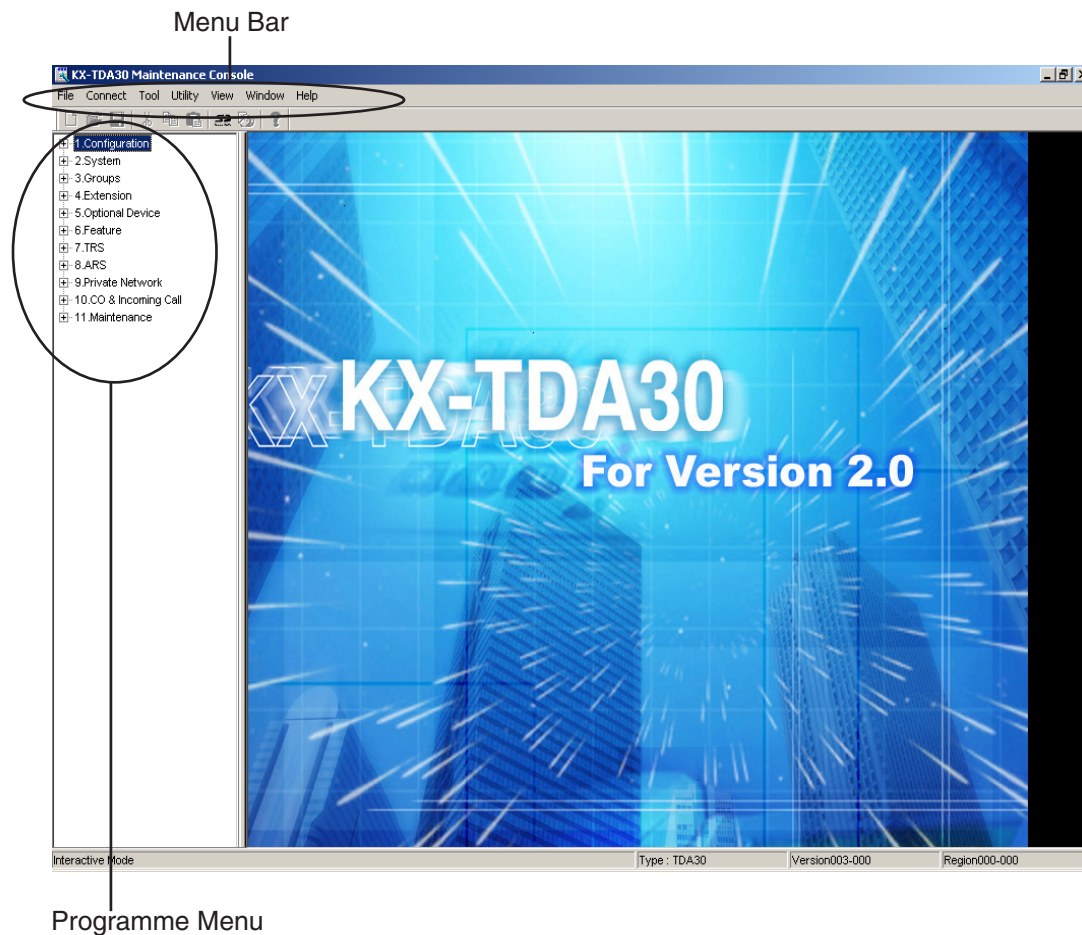 Menu Bar
KX-TDA30 Maintenance Console
File Connect Tool Utility View Window Help
1.Configuration
2.System
3.Groups
4.Extension
5.Optional Device
6.Feature
7.TRS
8.ARS
9.Private Network
10.CO & Incoming Call
11.Maintenance
KX-TDA30
For Version 2.0
Interactive Mode Type : TDA30 Version003-000 Region000-000
Programme Menu